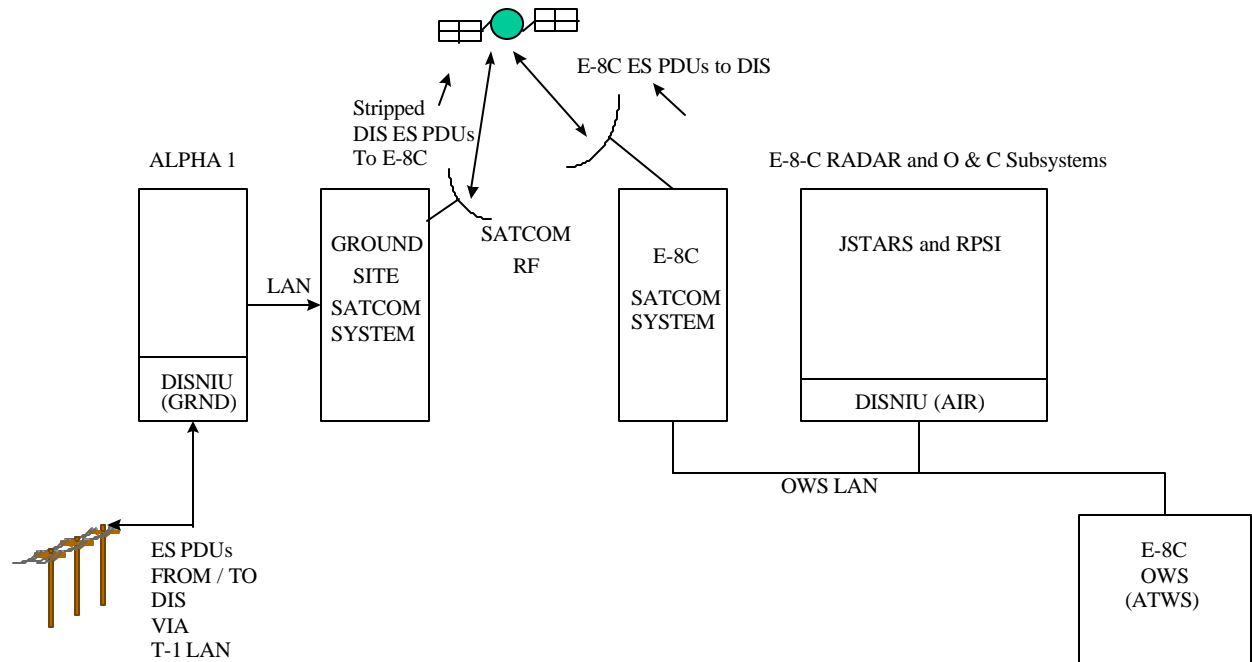 E-8C ES PDUs to DIS
Stripped
DIS ES PDUs
To E-8C
ALPHA 1
E-8-C RADAR and O & C Subsystems
SATCOM
RF
GROUND
SITE
SATCOM
SYSTEM
LAN
E-8C
SATCOM
SYSTEM
JSTARS and RPSI
DISNIU
(GRND)
DISNIU (AIR)
OWS LAN
ES PDUs
FROM / TO
DIS
VIA
T-1 LAN
E-8C
OWS
(ATWS)